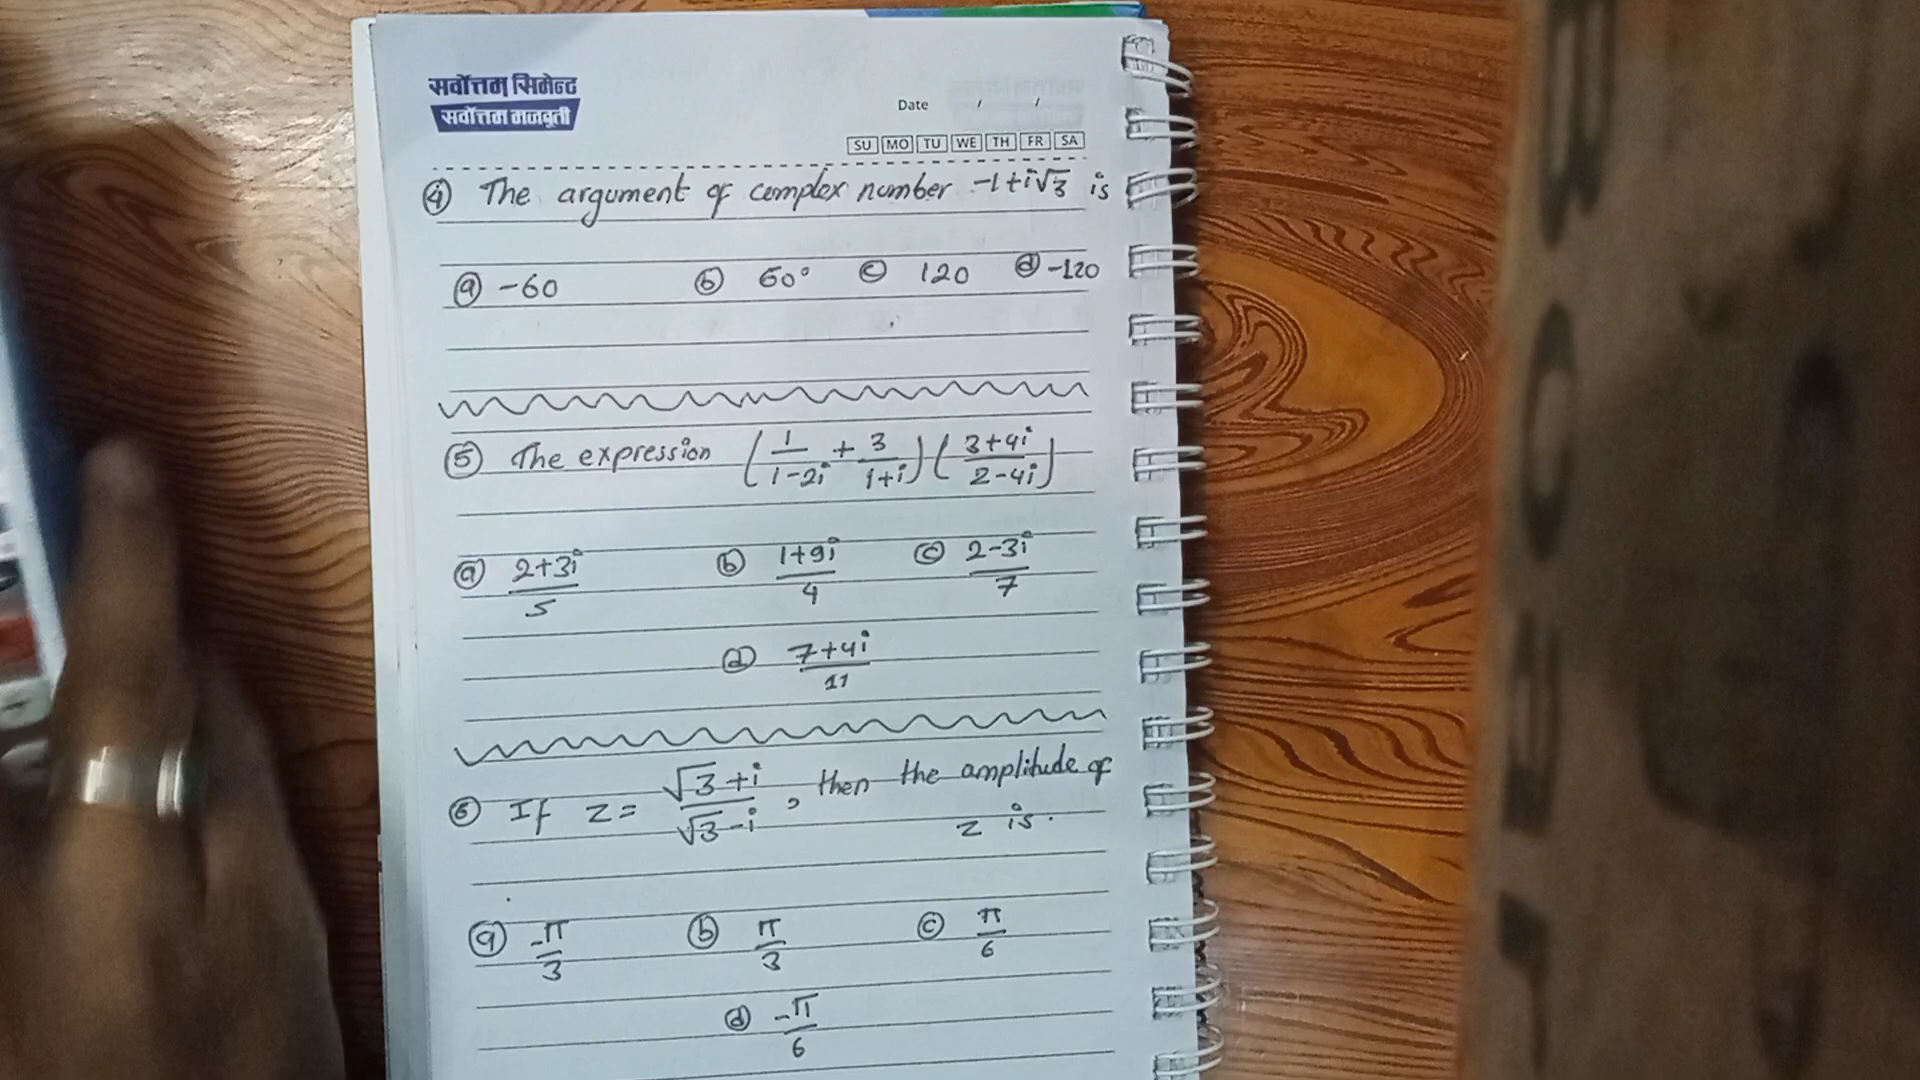 सर्वोत्तम सिमेन्ट
सर्वोत्तम मजबूती
Date / /
SU MO TU WE TH FR SA
④ The argument of complex number -1+i√3 is
ⓐ -60 ⓑ 60° ⓒ 120 ⓓ -120
⑤ The expression (1/(1-2i) + 3/(1+i)) ((3+4i)/(2-4i))
ⓐ (2+3i)/5 ⓑ (1+9i)/4 ⓒ (2-3i)/7
ⓓ (7+4i)/11
⑥ If z = (√3+i)/(√3-i), then the amplitude of
z is.
ⓐ -π/3 ⓑ π/3 ⓒ π/6
ⓓ -π/6